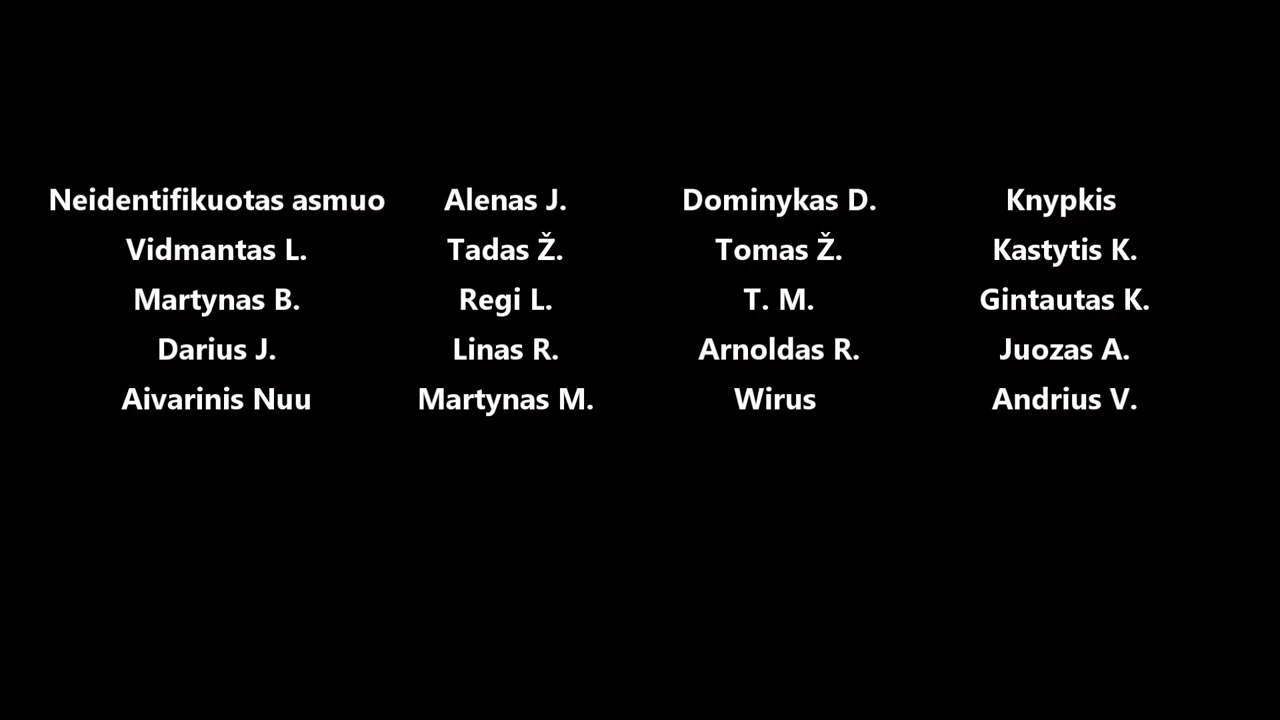 Neidentifikuotas asmuo Alenas J. Dominykas D. Knypkis
Vidmantas L. Tadas Ž. Tomas Ž. Kastytis K.
Martynas B. Regi L. T. M. Gintautas K.
Darius J. Linas R. Arnoldas R. Juozas A.
Aivarinis Nuu Martynas M. Wirus Andrius V.